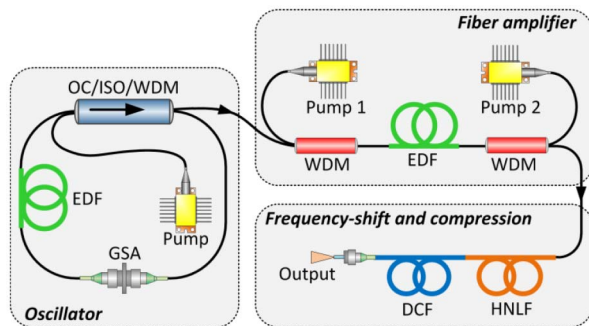 Fiber amplifier
OC/ISO/WDM
Pump 1
Pump 2
WDM
EDF
WDM
EDF
Pump
GSA
Oscillator
Frequency-shift and compression
Output
DCF
HNLF